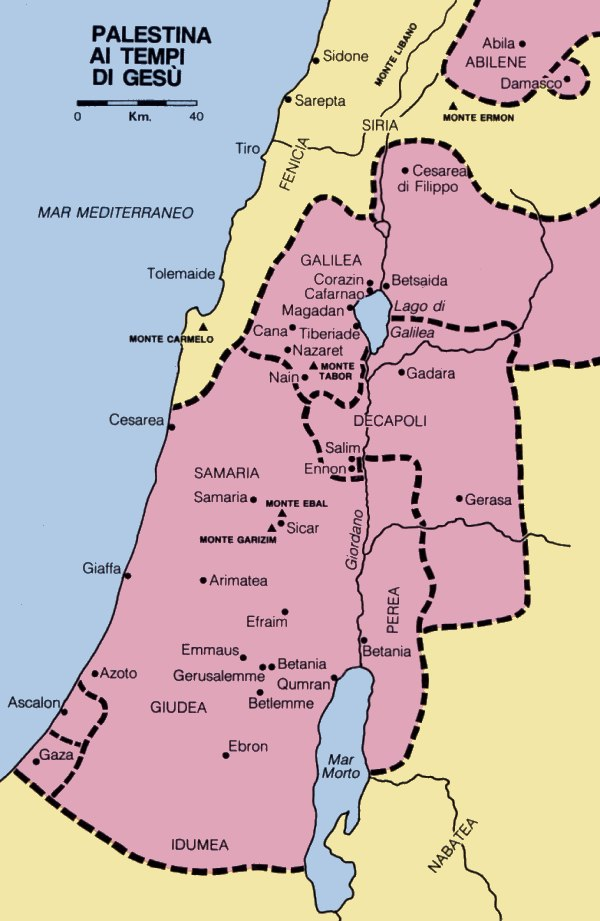 PALESTINA
AI TEMPI
DI GESÙ
0 Km. 40
Abila
ABILENE
Damasco
Sidone
MONTE LIBANO
Sarepta
MONTE ERMON
SIRIA
Tiro
FENICIA
Cesarea
di Filippo
MAR MEDITERRANEO
GALILEA
Tolemaide
Corazin
Betsaida
Cafarnao
Magadan
Lago di
Galilea
Cana
Tiberiade
MONTE CARMELO
Nazaret
MONTE
TABOR
Nain
Gadara
Cesarea
DECAPOLI
Salim
Ennon
SAMARIA
Samaria
MONTE EBAL
Gerasa
Sicar
MONTE GARIZIM
Giordano
Giaffa
Arimatea
PEREA
Efraim
Emmaus
Betania
Gerusalemme
Betania
Qumran
Azoto
Betlemme
Ascalon
GIUDEA
Ebron
Gaza
Mar
Morto
IDUMEA
NABATEA